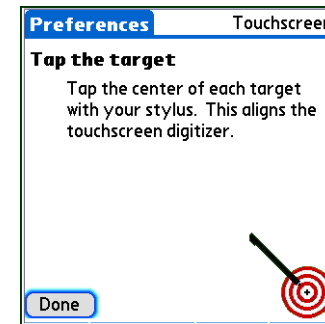 Preferences Touchscreen
Tap the target
Tap the center of each target
with your stylus. This aligns the
touchscreen digitizer.
Done